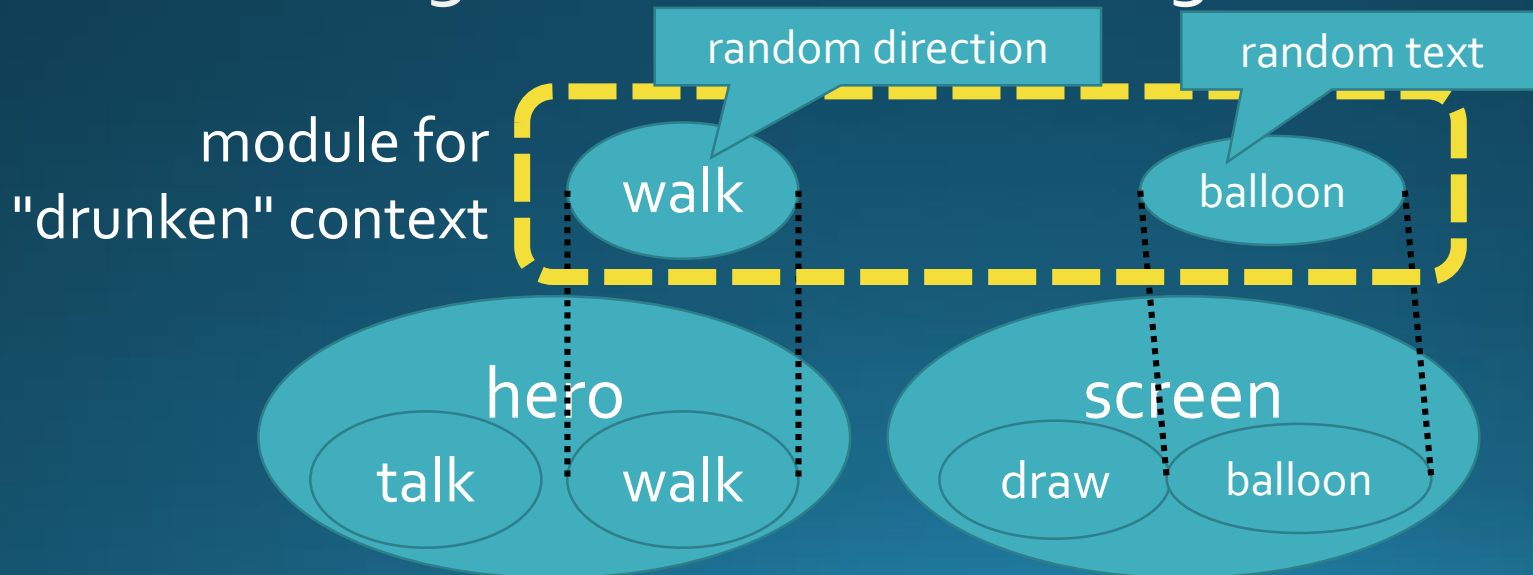 random direction
random text
module for
"drunken" context
walk
balloon
hero
screen
talk
walk
draw
balloon